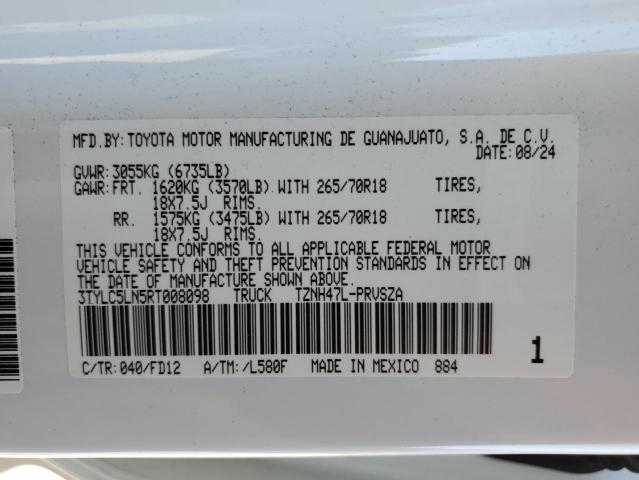 MFD.BY:TOYOTA MOTOR MANUFACTURING DE GUANAJUATO, S.A. DE C.V.
DATE:08/24
GVWR:3055KG (6735LB)
GAWR:FRT. 1620KG (3570LB) WITH 265/70R18 TIRES,
18X7.5J RIMS.
RR. 1575KG (3475LB) WITH 265/70R18 TIRES,
18X7.5J RIMS.
THIS VEHICLE CONFORMS TO ALL APPLICABLE FEDERAL MOTOR
VEHICLE SAFETY AND THEFT PREVENTION STANDARDS IN EFFECT ON
THE DATE OF MANUFACTURE SHOWN ABOVE.
3TYLC5LN5RT008098 TRUCK TZNH47L-PRVSZA
1
C/TR:040/FD12 A/TM:/L580F MADE IN MEXICO 884